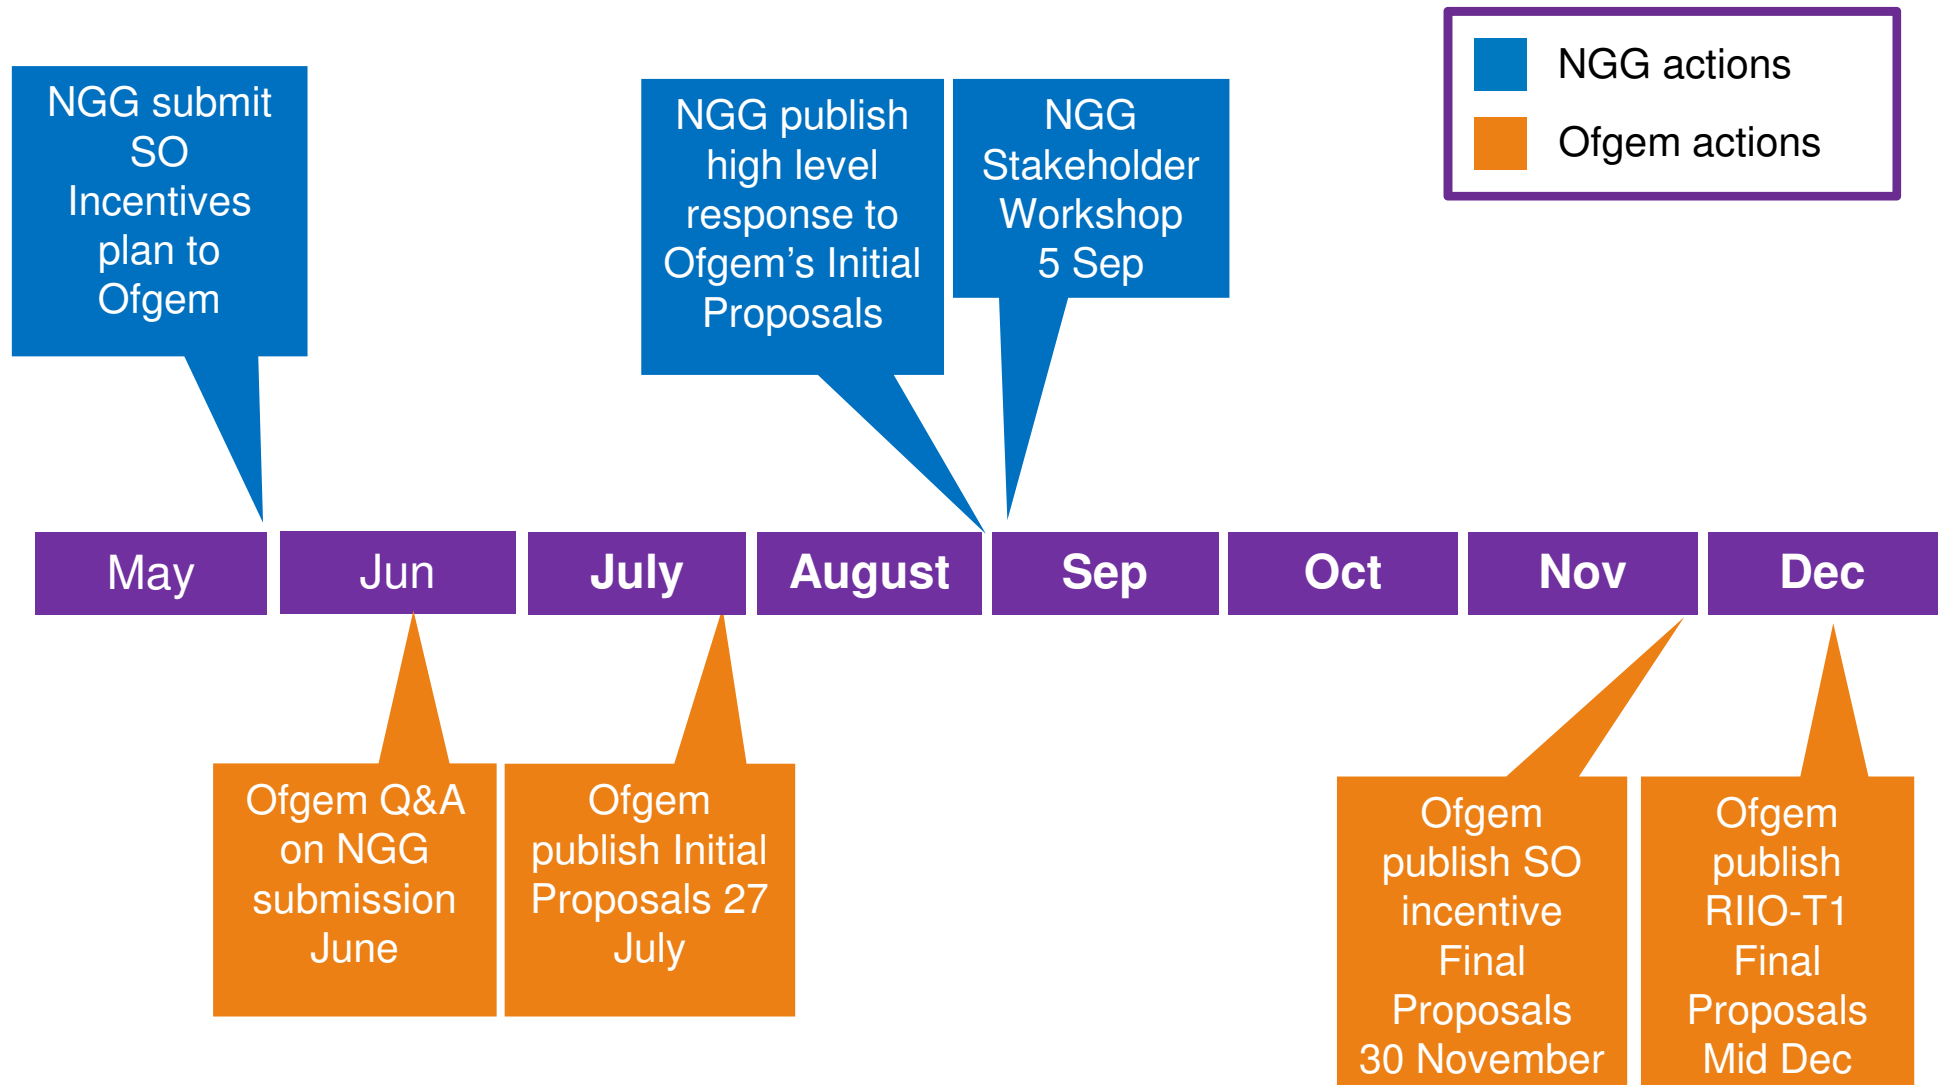 NGG submit
SO
Incentives
plan to
Ofgem
NGG publish
high level
response to
Ofgem’s Initial
Proposals
NGG
Stakeholder
Workshop
5 Sep
NGG actions
Ofgem actions
May
Jun
July
August
Sep
Oct
Nov
Dec
Ofgem Q&A
on NGG
submission
June
Ofgem
publish Initial
Proposals 27
July
Ofgem
publish SO
incentive
Final
Proposals
30 November
Ofgem
publish
RIIO-T1
Final
Proposals
Mid Dec